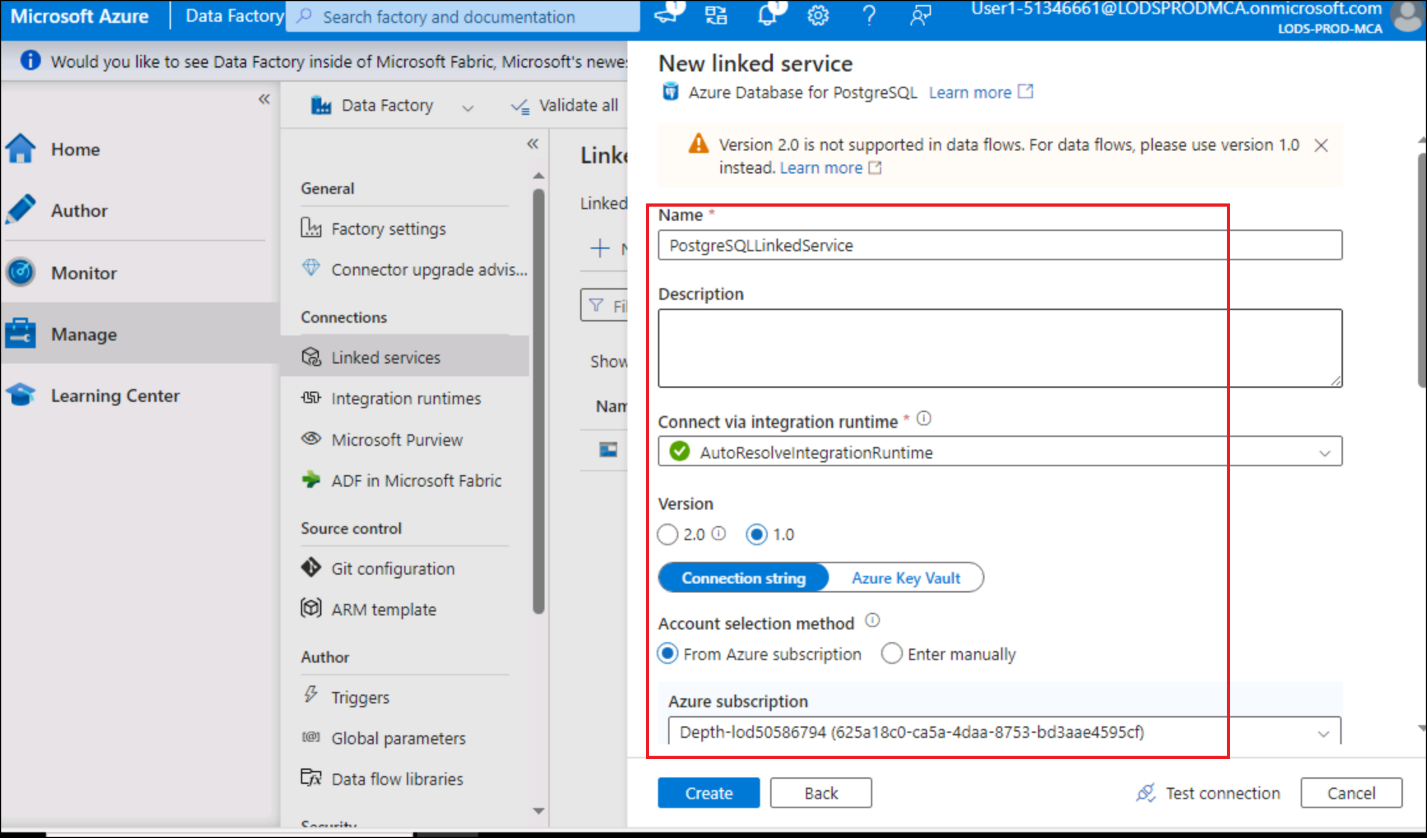 Microsoft Azure
Data Factory
Search factory and documentation
1
1
User1-51346661@LODSPRODMCA.onmicrosoft.com
LODS-PROD-MCA
Would you like to see Data Factory inside of Microsoft Fabric, Microsoft's
Home
Author
Monitor
Manage
Learning Center
Data Factory
Validate all
General
Factory settings
Connector upgrade advis...
Connections
Linked services
Integration runtimes
Microsoft Purview
ADF in Microsoft Fabric
Source control
Git configuration
ARM template
Author
Triggers
Global parameters
Data flow libraries
Linked
New linked service
Azure Database for PostgreSQL Learn more
Version 2.0 is not supported in data flows. For data flows, please use version 1.0
instead. Learn more
Name *
PostgreSQLLinkedService
Description
Connect via integration runtime *
AutoResolveIntegrationRuntime
Version
2.0 1.0
Connection string Azure Key Vault
Account selection method
From Azure subscription Enter manually
Azure subscription
Depth-lod50586794 (625a18c0-ca5a-4daa-8753-bd3aae4595cf)
Create Back Test connection Cancel